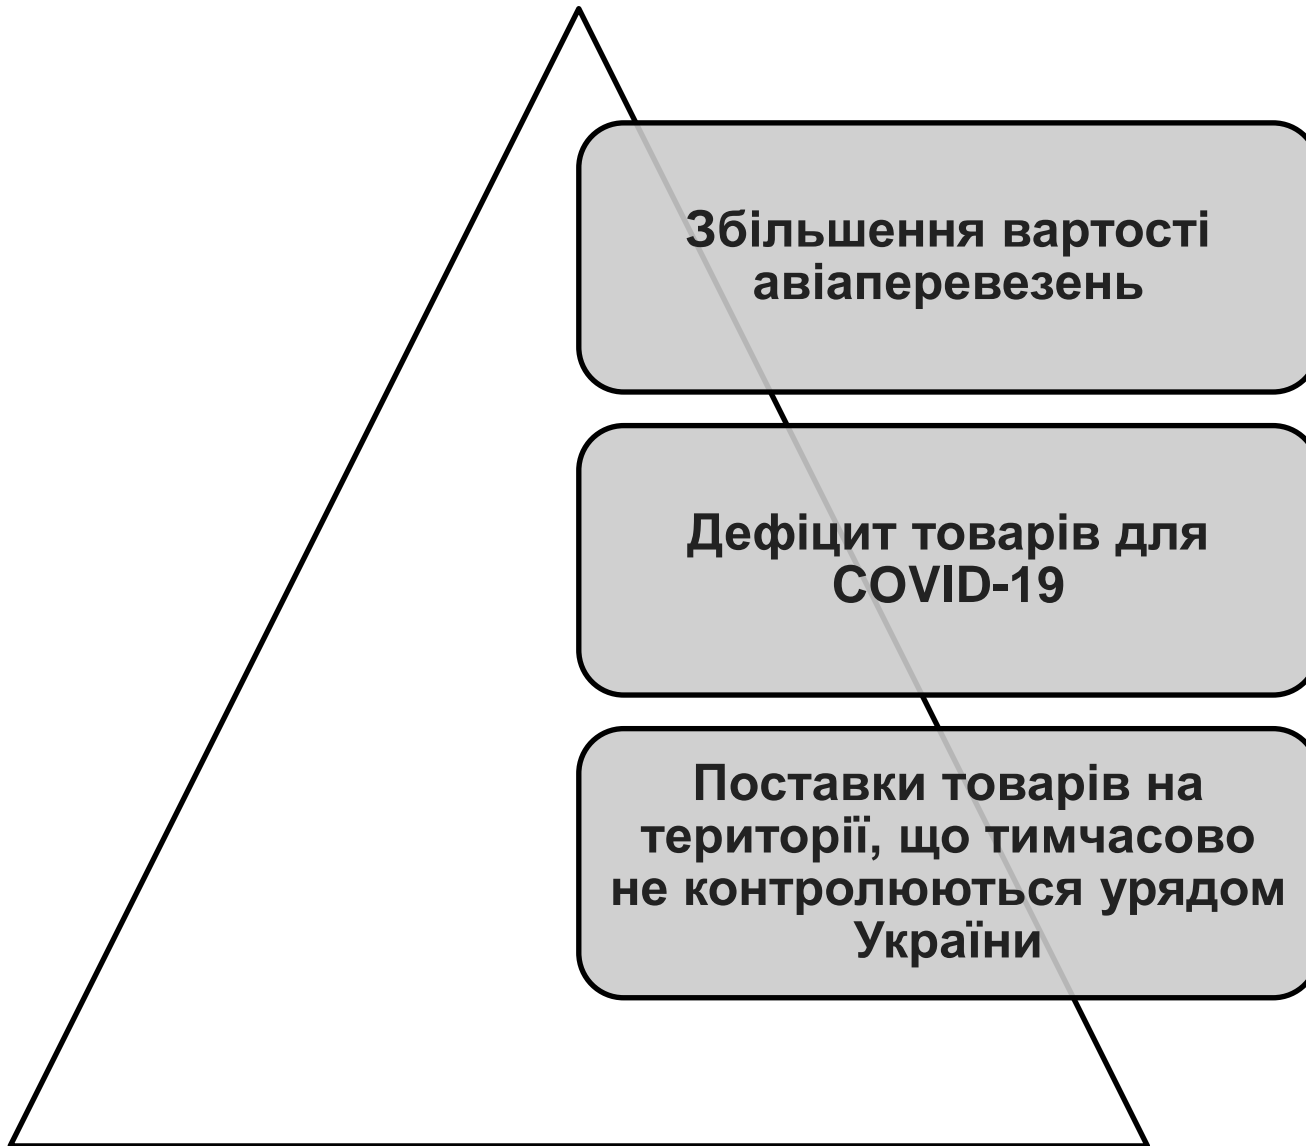 Збільшення вартості
авіаперевезень
Дефіцит товарів для
COVID-19
Поставки товарів на
території, що тимчасово
не контролюються урядом
України